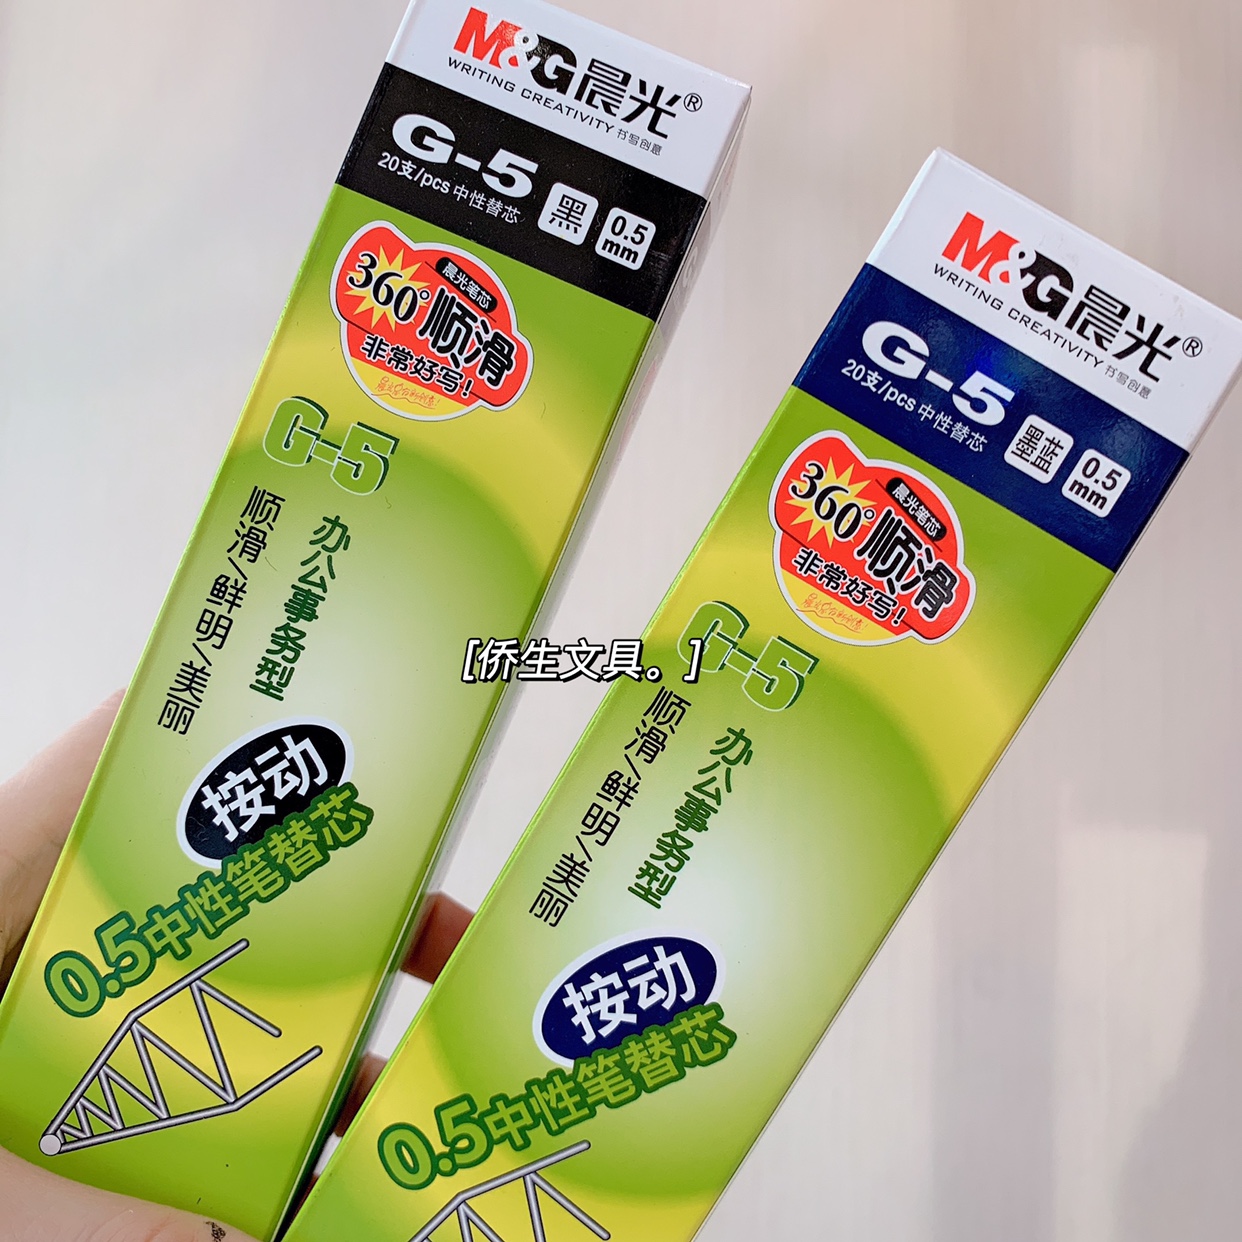 M&G晨光®
WRITING CREATIVITY 书写创意
G-5
20支/pcs 中性替芯
黑
0.5
mm
晨光笔芯
360°顺滑
非常好写!
G-5
办公事务型
顺滑/鲜明/美丽
按动
0.5中性笔替芯
[侨生文具。]
M&G晨光®
WRITING CREATIVITY 书写创意
G-5
20支/pcs 中性替芯
墨蓝
0.5
mm
晨光笔芯
360°顺滑
非常好写!
G-5
办公事务型
顺滑/鲜明/美丽
按动
0.5中性笔替芯